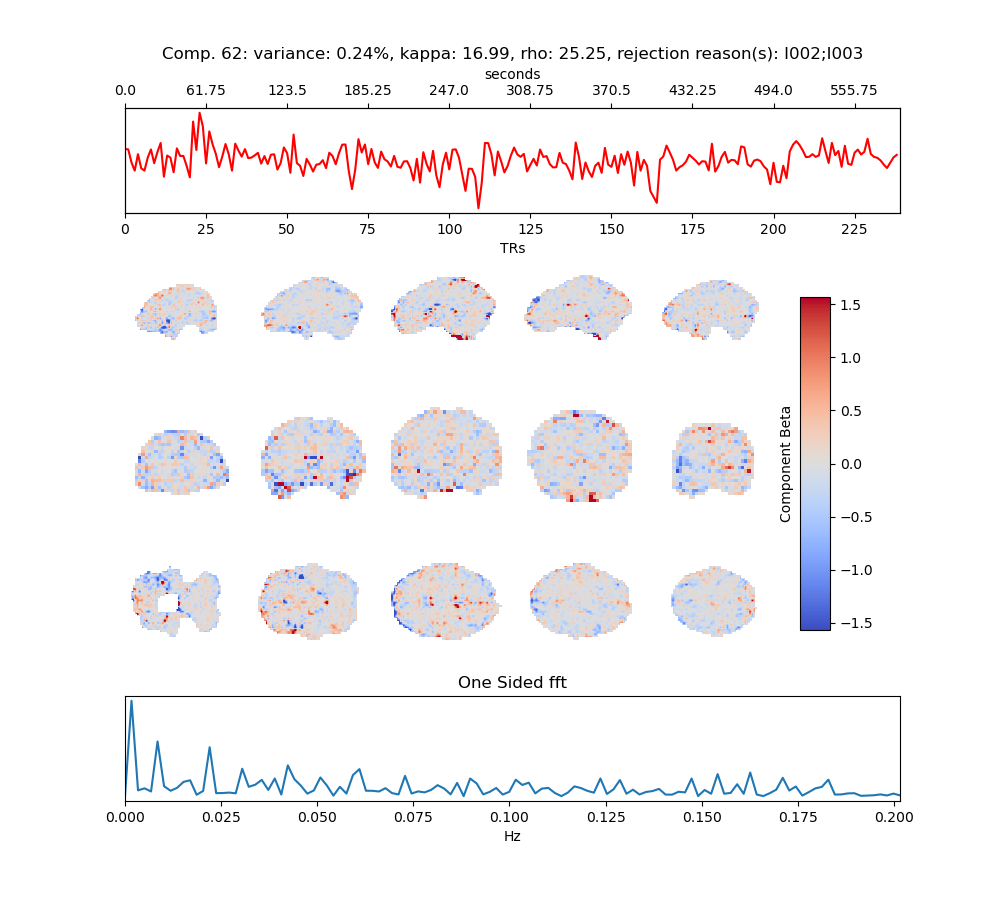 Comp. 62: variance: 0.24%, kappa: 16.99, rho: 25.25, rejection reason(s): I002;I003
seconds
0.0 61.75 123.5 185.25 247.0 308.75 370.5 432.25 494.0 555.75
0 25 50 75 100 125 150 175 200 225
TRs
1.5
1.0
0.5
0.0
−0.5
−1.0
−1.5
Component Beta
One Sided fft
0.000 0.025 0.050 0.075 0.100 0.125 0.150 0.175 0.200
Hz